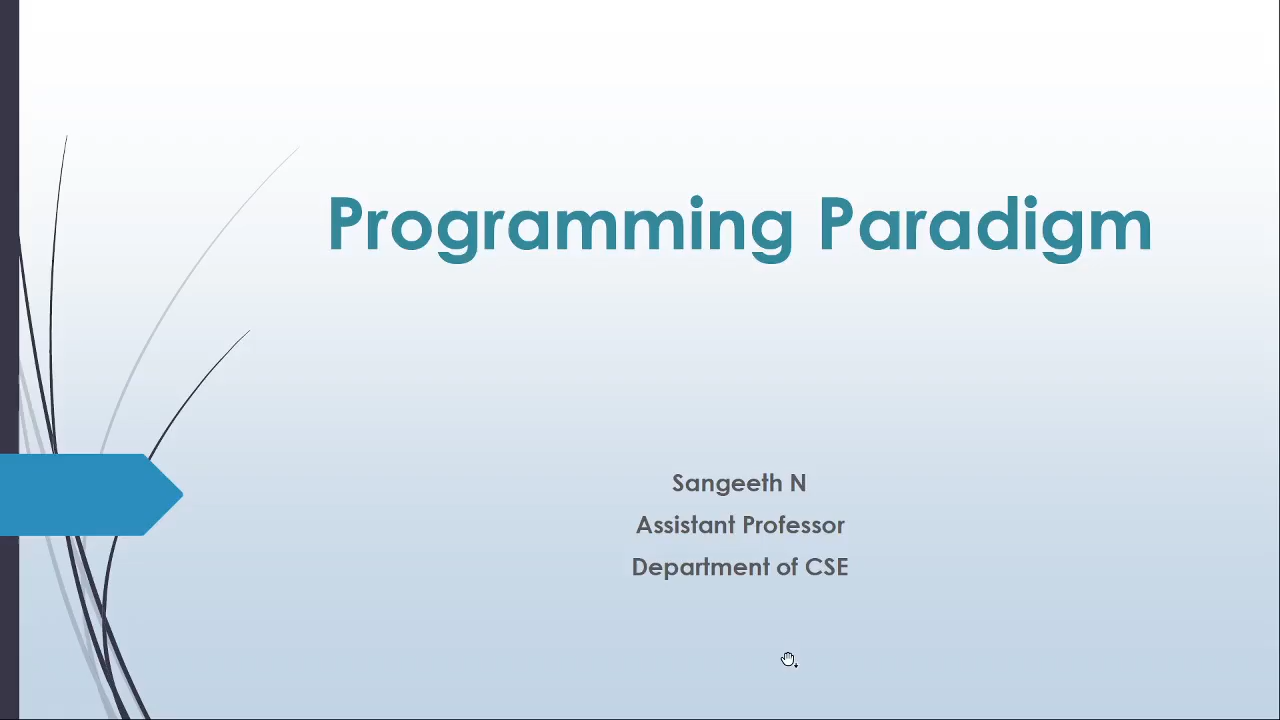 Programming Paradigm
Sangeeth N
Assistant Professor
Department of CSE